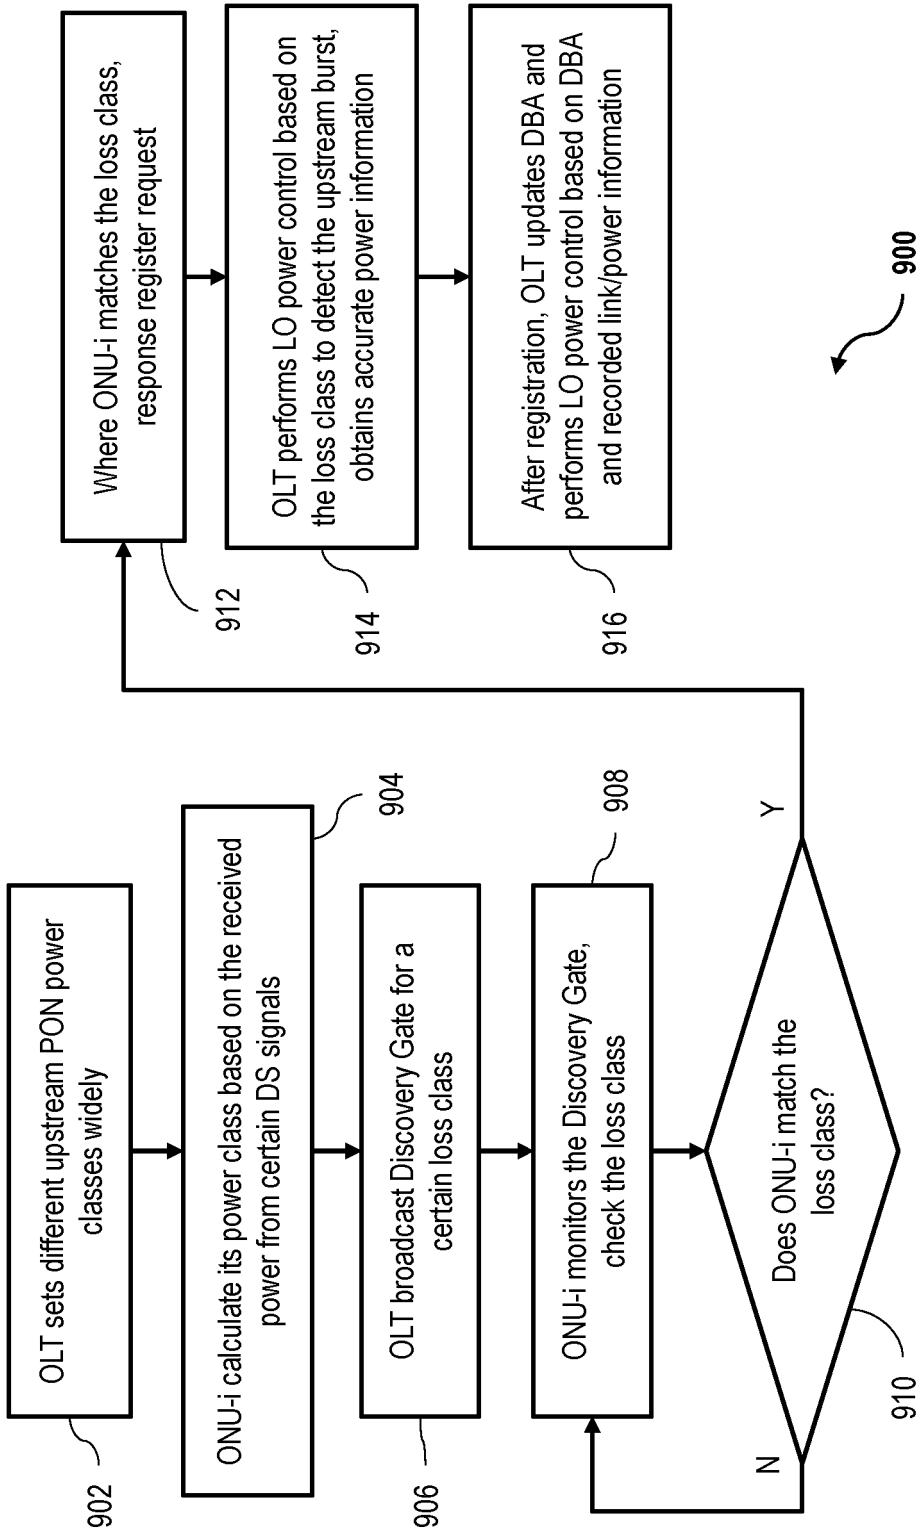 OLT sets different upstream PON power
classes widely
902
ONU-i calculate its power class based on the received
power from certain DS signals
904
OLT broadcast Discovery Gate for a
certain loss class
906
ONU-i monitors the Discovery Gate,
check the loss class
908
Does ONU-i match the
loss class?
910
N
Y
Where ONU-i matches the loss class,
response register request
912
OLT performs LO power control based on
the loss class to detect the upstream burst,
obtains accurate power information
914
After registration, OLT updates DBA and
performs LO power control based on DBA
and recorded link/power information
916
900